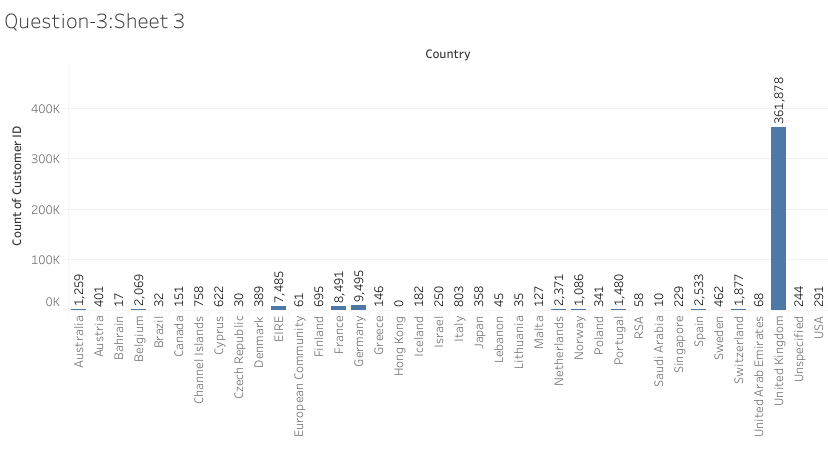 Question-3:Sheet 3
Country
Count of Customer ID
400K
300K
200K
100K
0K
1,259
401
17
2,069
32
151
758
622
30
389
7,485
61
695
8,491
9,495
146
0
182
250
803
358
45
35
127
2,371
1,086
341
1,480
58
10
229
2,533
462
1,877
68
361,878
244
291
Australia
Austria
Bahrain
Belgium
Brazil
Canada
Channel Islands
Cyprus
Czech Republic
Denmark
EIRE
European Community
Finland
France
Germany
Greece
Hong Kong
Iceland
Israel
Italy
Japan
Lebanon
Lithuania
Malta
Netherlands
Norway
Poland
Portugal
RSA
Saudi Arabia
Singapore
Spain
Sweden
Switzerland
United Arab Emirates
United Kingdom
Unspecified
USA